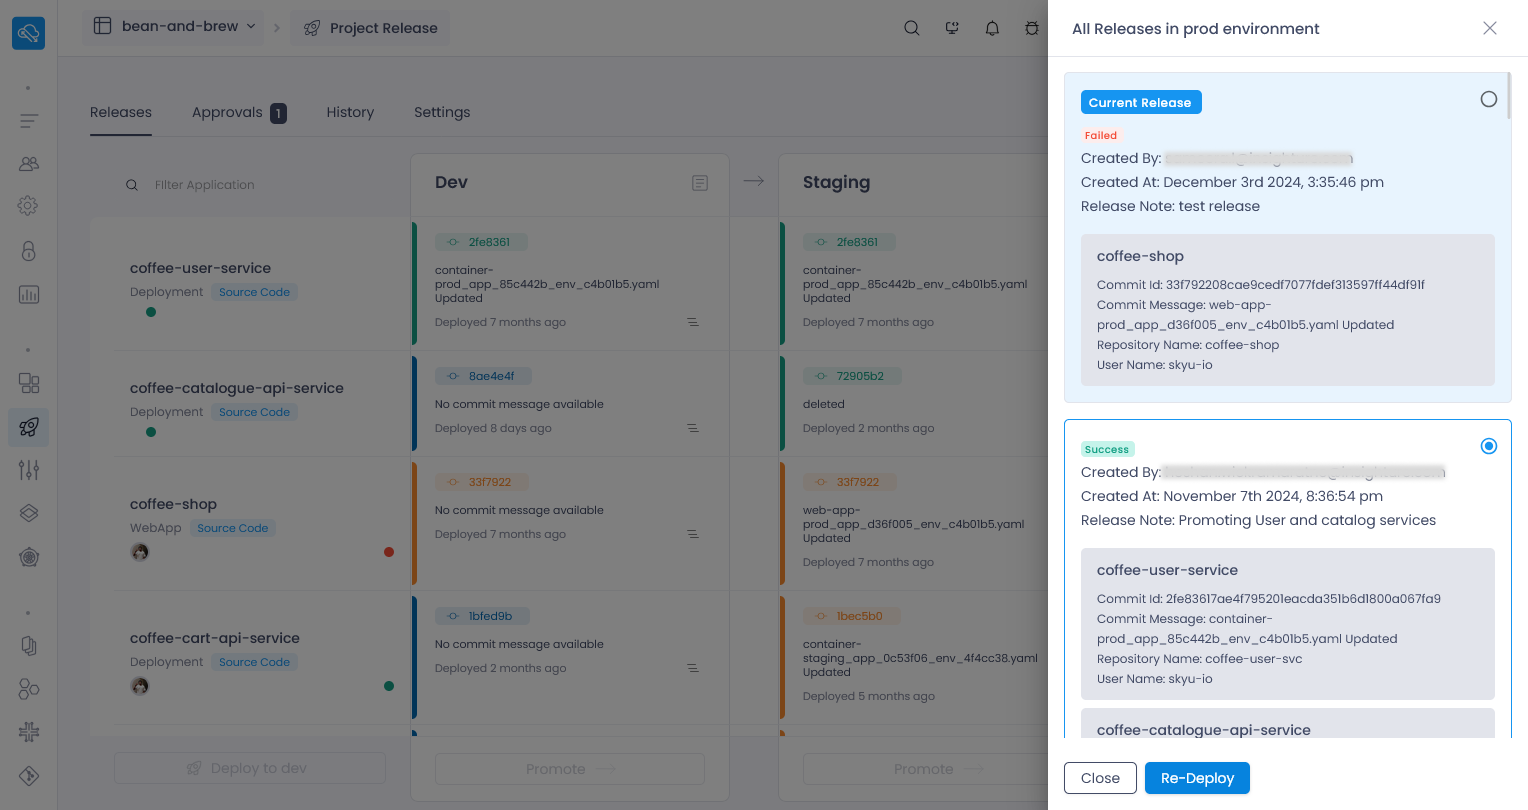 bean-and-brew
Project Release
Releases
Approvals 1
History
Settings
Filter Application
Dev
Staging
coffee-user-service
Deployment Source Code
2fe8361
container-
prod_app_85c442b_env_c4b01b5.yaml
Updated
Deployed 7 months ago
2fe8361
container-
prod_app_85c442b_env_c4b01b5.yaml
Updated
Deployed 7 months ago
coffee-catalogue-api-service
Deployment Source Code
8ae4e4f
No commit message available
Deployed 8 days ago
72905b2
deleted
Deployed 2 months ago
coffee-shop
WebApp Source Code
33f7922
No commit message available
Deployed 7 months ago
33f7922
web-app-
prod_app_d36f005_env_c4b01b5.yaml
Updated
Deployed 7 months ago
coffee-cart-api-service
Deployment Source Code
1bfed9b
No commit message available
Deployed 2 months ago
1bec5b0
container-
staging_app_0c53f06_env_4f4cc38.yaml
Updated
Deployed 5 months ago
Deploy to dev
Promote
Promote
All Releases in prod environment
Current Release
Failed
Created By:
Created At: December 3rd 2024, 3:35:46 pm
Release Note: test release
coffee-shop
Commit Id: 33f792208cae9cedf7077fdef313597ff44df91f
Commit Message: web-app-
prod_app_d36f005_env_c4b01b5.yaml Updated
Repository Name: coffee-shop
User Name: skyu-io
Success
Created By:
Created At: November 7th 2024, 8:36:54 pm
Release Note: Promoting User and catalog services
coffee-user-service
Commit Id: 2fe83617ae4f795201eacda351b6d1800a067fa9
Commit Message: container-
prod_app_85c442b_env_c4b01b5.yaml Updated
Repository Name: coffee-user-svc
User Name: skyu-io
coffee-catalogue-api-service
Close
Re-Deploy